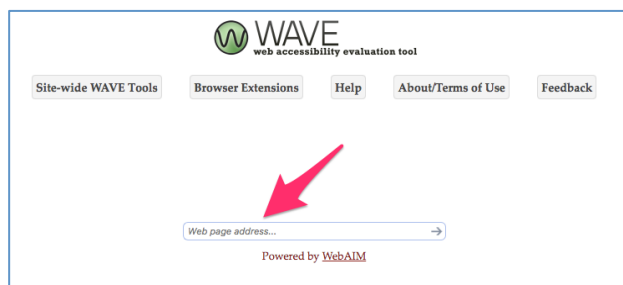 WAVE
web accessibility evaluation tool
Site-wide WAVE Tools Browser Extensions Help About/Terms of Use Feedback
Web page address...
Powered by WebAIM